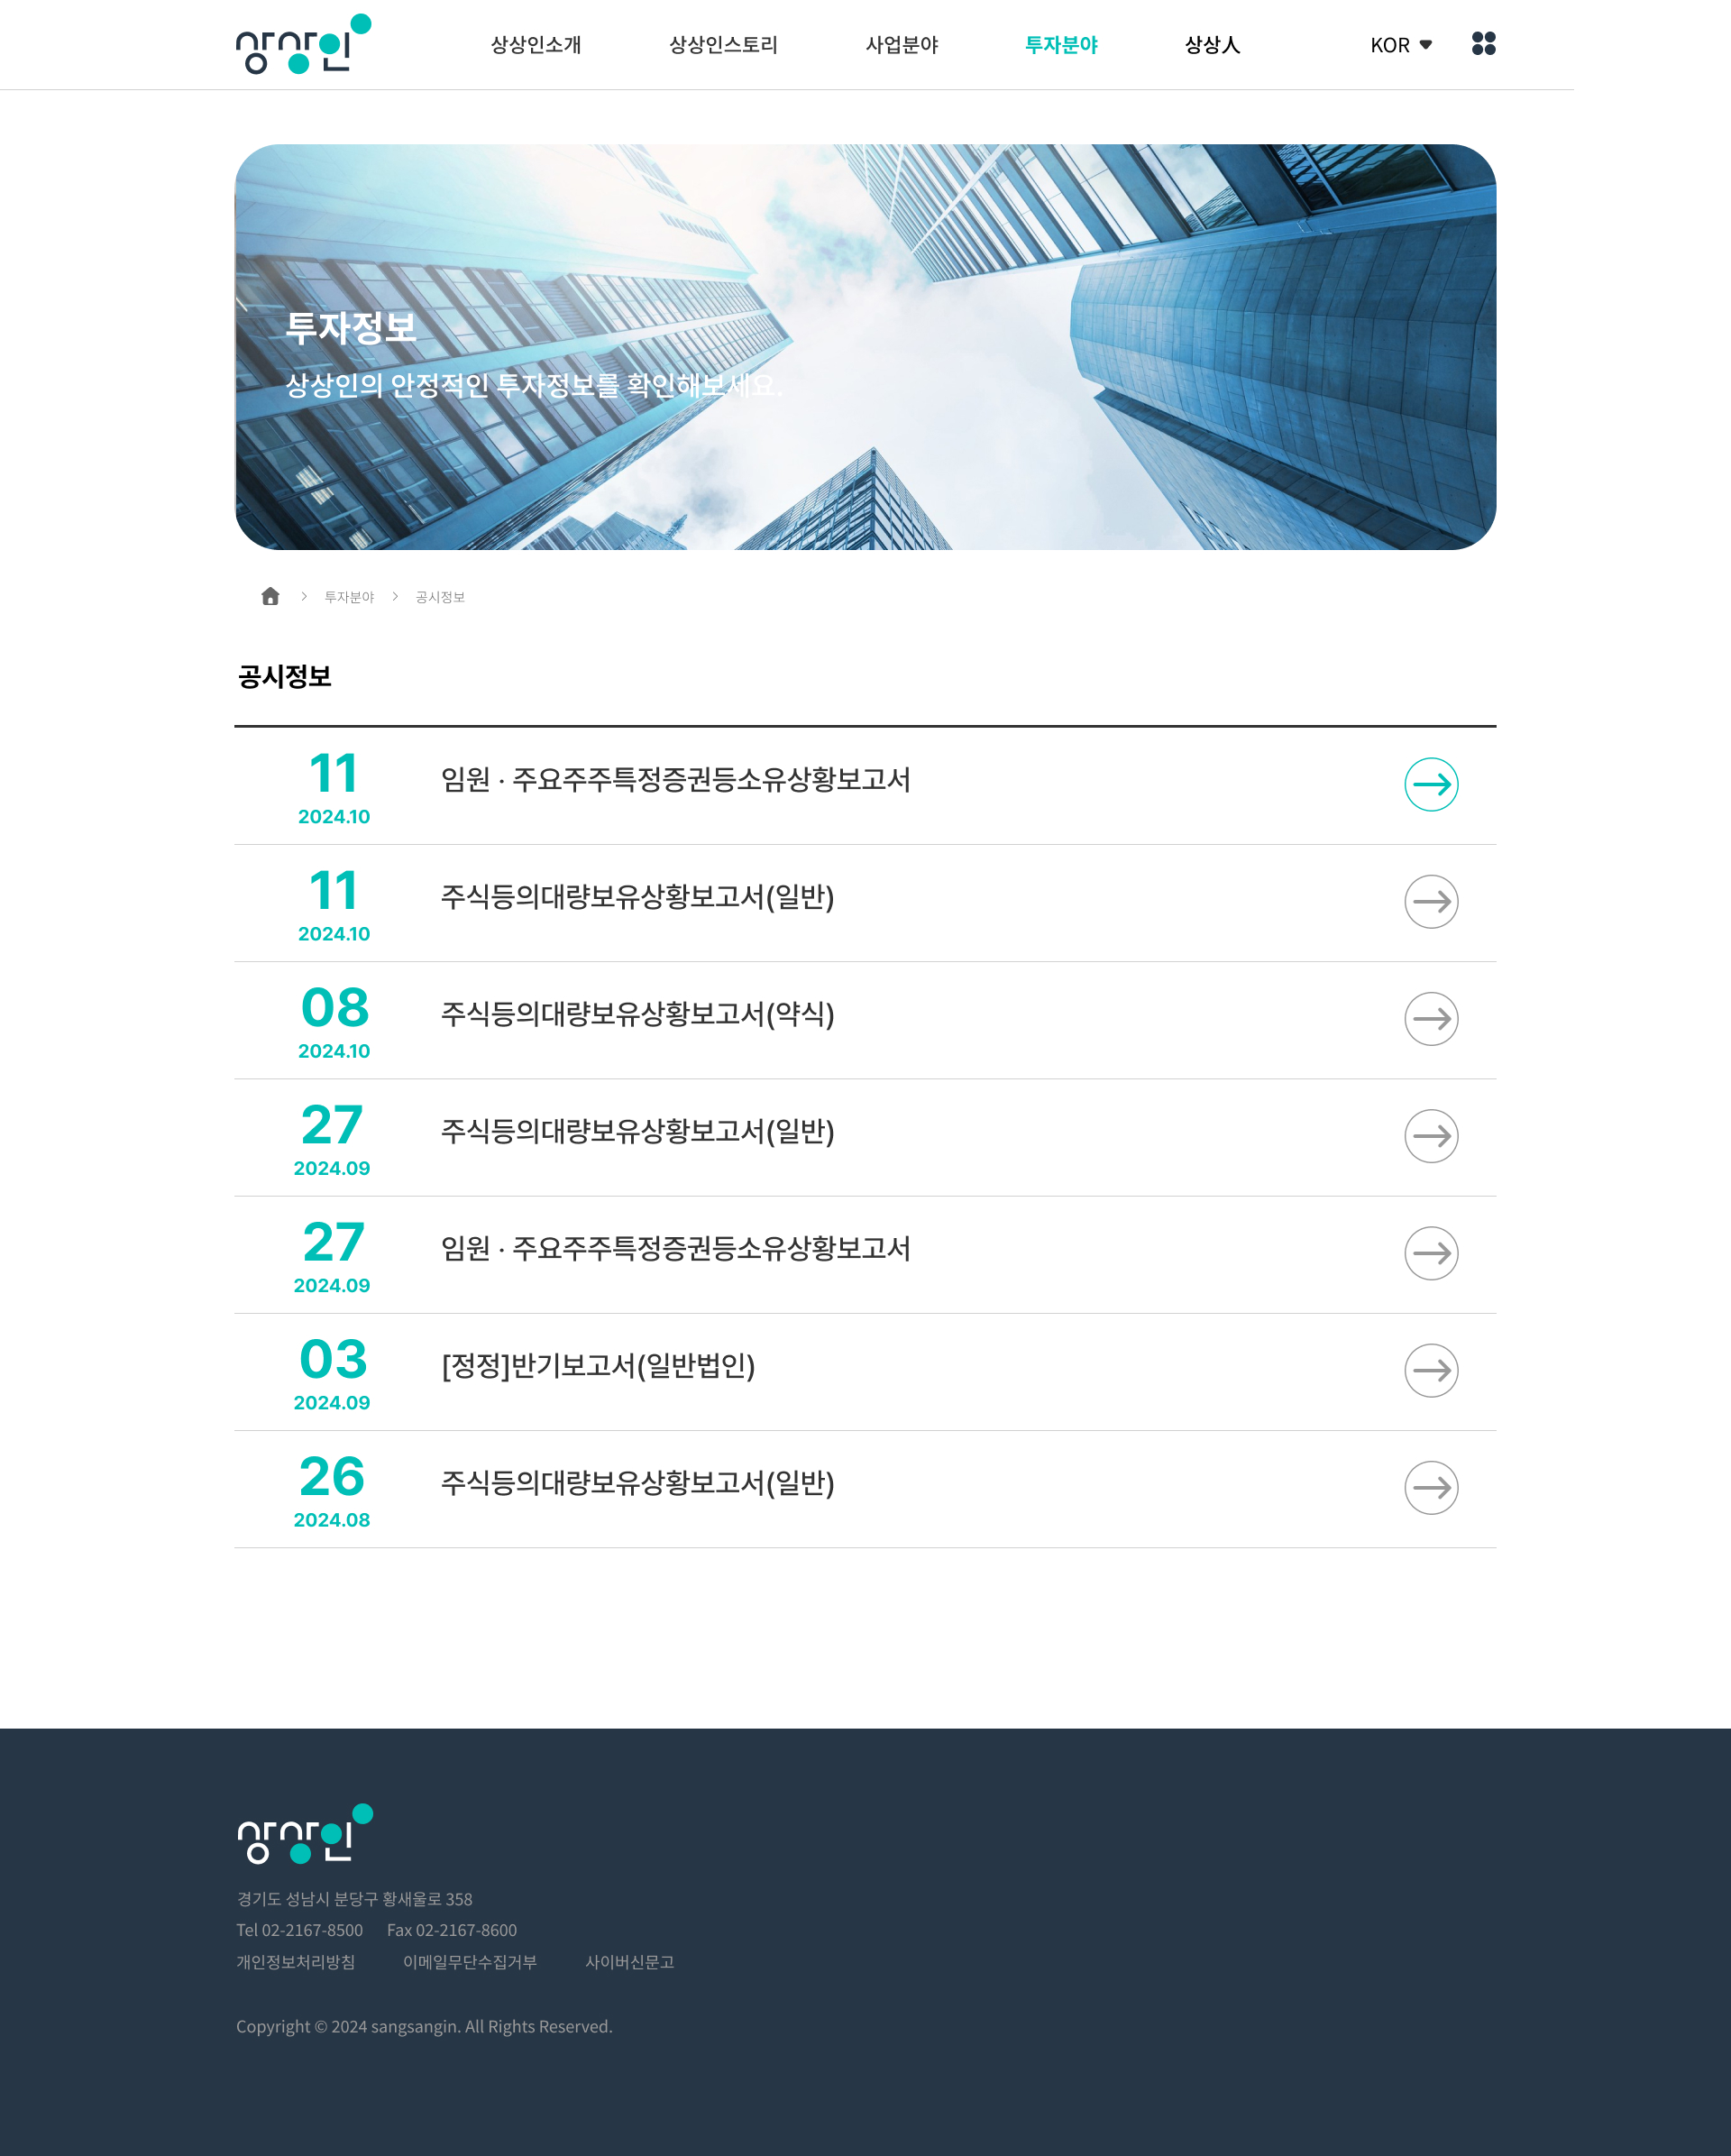 상상인
상상인소개 상상인스토리 사업분야 투자분야 상상人 KOR
투자정보
상상인의 안정적인 투자정보를 확인해보세요.
투자분야 공시정보
공시정보
11 임원 · 주요주주특정증권등소유상황보고서
2024.10
11 주식등의대량보유상황보고서(일반)
2024.10
08 주식등의대량보유상황보고서(약식)
2024.10
27 주식등의대량보유상황보고서(일반)
2024.09
27 임원 · 주요주주특정증권등소유상황보고서
2024.09
03 [정정]반기보고서(일반법인)
2024.09
26 주식등의대량보유상황보고서(일반)
2024.08
상상인
경기도 성남시 분당구 황새울로 358
Tel 02-2167-8500 Fax 02-2167-8600
개인정보처리방침 이메일무단수집거부 사이버신문고
Copyright © 2024 sangsangin. All Rights Reserved.